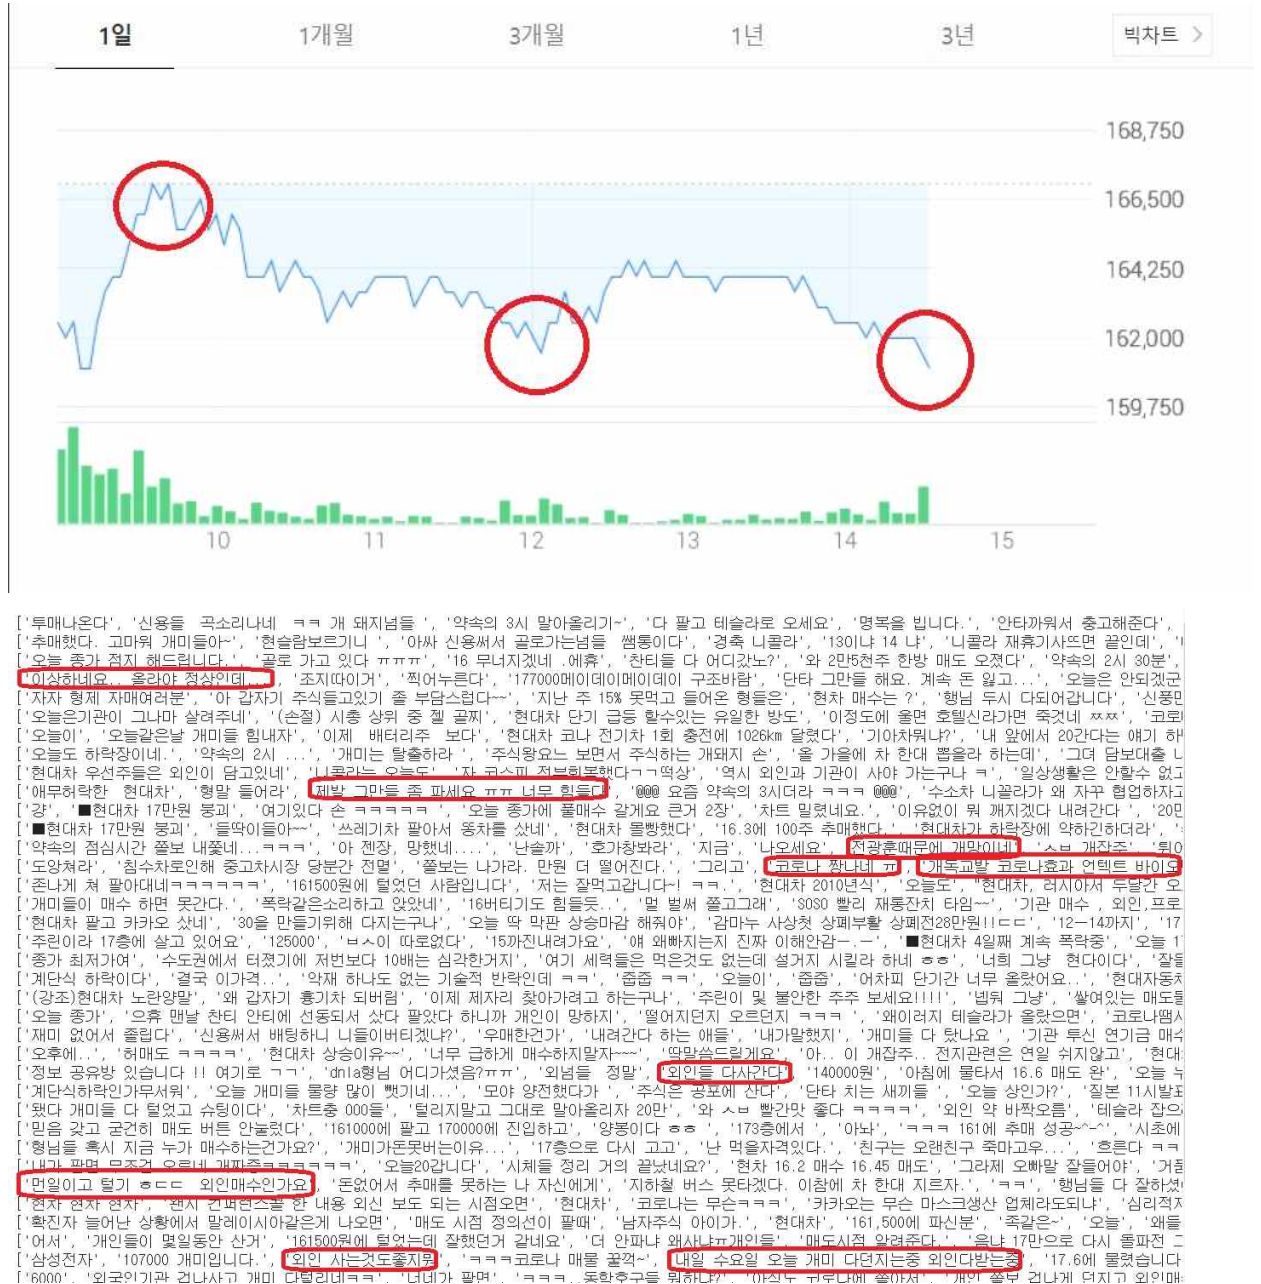 1일 1개월 3개월 1년 3년 빅차트 >
168,750
166,500
164,250
162,000
159,750
10 11 12 13 14 15
['투매나온다', '신용들 곡소리나네 ㅋㅋ 개 돼지넘들 ', '약속의 3시 말아올리기~', '다 팔고 테슬라로 오세요', '명복을 빕니다.', '안타까워서 충고해준다',
['추매했다. 고마워 개미들아~', '현슬람보르기니 ', '아싸 신용써서 골로가는넘들 쌤통이다', '경축 니콜라', '130이냐 14 냐', '니콜라 재휴기사뜨면 끝인데',
['오늘 종가 점지 해드립니다.', '골로 가고 있다 ㅠㅠㅠ', '16 무너지겠네 .에휴', '찬티들 다 어디갔노?', '와 2만5천주 한방 매도 오졌다', '약속의 2시 30분',
['이상하네요.. 올라야 정상인데...', '조지따이거', '찍어누른다', '177000메이데이메이데이 구조바람', '단타 그만들 해요. 계속 돈 잃고...', '오늘은 안되겠군
['자자 형제 자매여러분', '아 갑자기 주식들고있기 좀 부담스럽다~~', '지난 주 15% 못먹고 들어온 형들은', '현차 매수는 ?', '행님 두시 다되어갑니다', '신풍민
['오늘은기관이 그나마 살려주네', '(손절) 시총 상위 중 젤 골찌', '현대차 단기 급등 할수있는 유일한 방도', '이정도에 울면 호텔신라가면 죽것네 ㅉㅉ', '코로
['오늘이', '오늘같은날 개미들 힘내자', '이제 배터리주 보다', '현대차 코나 전기차 1회 충전에 1026km 달렸다', '기아차뭐냐?', '내 앞에서 20간다는 얘기 하
['오늘도 하락장이네.', '약속의 2시 ...', '개미는 탈출하라 ', '주식왕요느 보면서 주식하는 개돼지 손', '올 가을에 차 한대 뽑을라 하는데', '그뎌 담보대출
['현대차 우선주들은 외인이 담고있네', '니콜라는 오늘도.. '자 코스피 전부회복했다ㄱㄱ떡상', '역시 외인과 기관이 사야 가는구나 ㅋ', '일상생활은 안할수 없고
['애무허락한 현대차', '형말 들어라', '제발 그만들 좀 파세요 ㅠㅠ 너무 힘들다', '@@@ 요즘 약속의 3시더라 ㅋㅋㅋ @@@', '수소차 니꼴라가 왜 자꾸 협업하자고
['걍', '■현대차 17만원 붕괴', '여기있다 손 ㅋㅋㅋㅋㅋ', '오늘 종가에 풀매수 갈게요 큰거 2장', '차트 밀렸네요.', '이유없이 뭐 깨지겠다 내려간다 ', '20만
['■현대차 17만원 붕괴', '들딱이들아~~', '쓰레기차 팔아서 똥차를 샀네', '현대차 몰빵했다', '16.3에 100주 추매했다.', '현대차가 하락장에 약하긴하더라',
['약속의 점심시간 쫄보 내쫓네...ㅋㅋㅋ', '아 젠장, 망했네....', '난술까', '호가창봐라', '지금', '나오세요', '전광훈때문에 개망이네', 'ㅅㅂ 개잡주',
['도앙쳐라', '침수차로인해 중고차시장 당분간 전멸', '쫄보는 나가라. 만원 더 떨어진다.', '그리고', '코로나 짱나네 ㅠ', '개독교발 코로나효과 언텍트 바이오
['존나게 쳐 팔아대네ㅋㅋㅋㅋㅋㅋ', '161500원에 털었던 사람입니다', '저는 잘먹고갑니다~! ㅋㅋ.', '현대차 2010년식', '오늘도', "현대차, 러시아서 두달간 오
['개미들이 매수 하면 못간다.', '폭락같은소리하고 앉았네', '16버티기도 힘들듯..', '멀 벌써 쫄고그래', 'SOSO 빨리 재통잔치 타임~~', '기관 매수 , 외인,프로
['현대차 팔고 카카오 샀네', '30을 만들기위해 다지는구나', '오늘 딱 막판 상승마감 해줘야', '감마누 사상첫 상폐부활 상폐전28만원!!ㄷㄷ', '12ㅡ14까지', '17
['주린이라 17층에 살고 있어요', '125000', 'ㅂㅅ이 따로없다', '15까진내려가요', '얘 왜빠지는지 진짜 이해안감ㅡ.ㅡ', '■현대차 4일째 계속 폭락중', '오늘 1
['종가 최저가여', '수도권에서 터졌기에 저번보다 10배는 심각한거지', '여기 세력들은 먹은것도 없는데 설거지 시킬라 하네 ㅎㅎ', '너희 그냥 현다이다', '잘들
['계단식 하락이다', '결국 이가격..', '악재 하나도 없는 기술적 반락인데 ㅋㅋ', '줍줍 ㅋㅋ', '오늘이', '줍줍', '어차피 단기간 너무 올랐어요..', '현대자동차
['(강조)현대차 노란양말', '왜 갑자기 흉기차 되버림', '이제 제자리 찾아가려고 하는구나', '주린이 및 불안한 주주 보세요!!!!', '넵둬 그냥', '쌓여있는 매도물
['오늘 종가', '으휴 맨날 찬티 안티에 선동되서 샀다 팔았다 하니까 개인이 망하지', '떨어지던지 오르던지 ㅋㅋㅋ ', '왜이러지 테슬라가 올랐으면', '코로나땜시
['재미 없어서 졸립다', '신용써서 배팅하니 니들이버티겠냐?', '우매한건가', '내려간다 하는 애들', '내가말했지', '개미들 다 탔나요 ', '기관 투신 연기금 매수
['오후에..', '허매도 ㅋㅋㅋㅋ', '현대차 상승이유~~', '너무 급하게 매수하지말자~~~', '딱말씀드릴게요', '아.. 이 개잡주.. 전지관련은 연일 쉬지않고', '현대
['정보 공유방 있습니다 !! 여기로 ㄱㄱ', 'dnla형님 어디가셨음?ㅠㅠ', '외넘들 정말', '외인들 다사간다', '140000원', '아침에 물타서 16.6 매도 완', '오늘
['계단식하락인가무서워', '오늘 개미들 물량 많이 뺏기네...', '모야 양전했다가 ', '주식은 공포에 산다', '단타 치는 새끼들 ', '오늘 상인가?', '질본 11시발표
['됐다 개미들 다 털었고 슈팅이다', '차트충 000들', '털리지말고 그대로 말아올리자 20만', '와 ㅅㅂ 빨간맛 좋다 ㅋㅋㅋㅋ', '외인 약 바짝오름', '테슬라 잡으
['믿음 갖고 굳건히 매도 버튼 안눌렀다', '161000에 팔고 170000에 진입하고', '양봉이다 ㅎㅎ ', '173층에서 ', '아놔', 'ㅋㅋㅋ 161에 추매 성공~^-^', '시초에
['형님들 혹시 지금 누가 매수하는건가요?', '개미가돈못버는이유...', '17층으로 다시 고고', '난 먹을자격있다.', '친구는 오랜친구 죽마고우...', '흐른다 ㅋㅋ
['내가 팔면 무조건 오르네 개짜증ㅋㅋㅋㅋㅋㅋ', '오늘20갑니다', '시체들 정리 거의 끝났네요?', '현차 16.2 매수 16.45 매도', '그라제 오빠말 잘들어야', '거품
['먼일이고 털기 ㅎㄷㄷ 외인매수인가요', '돈없어서 추매를 못하는 나 자신에게', '지하철 버스 못타겠다. 이참에 차 한대 지르자.', 'ㅋㅋ', '행님들 다 잘하셨
['현차 현차 현차', '왠지 컨퍼런스콜 한 내용 외신 보도 되는 시점오면', '현대차', '코로나는 무슨ㅋㅋㅋ', '카카오는 무슨 마스크생산 업체라도되냐', '심리적지
['확진자 늘어난 상황에서 말레이시아같은게 나오면', '매도 시점 정의선이 팔때', '남자주식 아이가.', '현대차', '161,500에 파신분', '족같은~', '오늘', '왜들
['어서', '개인들이 몇일동안 산거', '161500원에 털었는데 잘했던거 같네요', '더 안파냐 왜사냐ㅠ개인들', '매도시점 알려준다.', '음냐 17만으로 다시 돌파전
['삼성전자', '107000 개미입니다.', '외인 사는것도좋지뭐', 'ㅋㅋㅋ코로나 매물 꿀꺽~', '내일 수요일 오늘 개미 다던지는중 외인다받는중', '17.6에 물렸습니다
['6000', '외국인기관 겁나사고 개미 다털리네ㅋㅋ', '너네가 팔면',